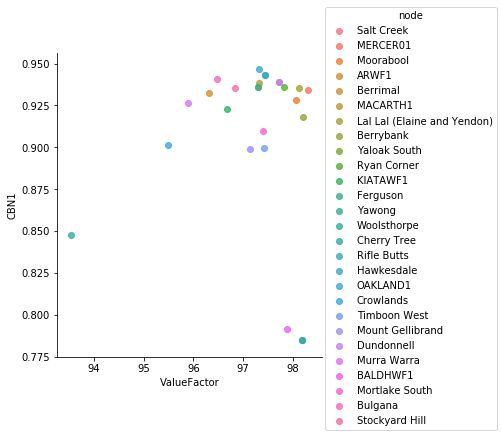 node
Salt Creek
MERCER01
Moorabool
ARWF1
Berrimal
MACARTH1
Lal Lal (Elaine and Yendon)
Berrybank
Yaloak South
Ryan Corner
KIATAWF1
Ferguson
Yawong
Woolsthorpe
Cherry Tree
Rifle Butts
Hawkesdale
OAKLAND1
Crowlands
Timboon West
Mount Gellibrand
Dundonnell
Murra Warra
BALDHWF1
Mortlake South
Bulgana
Stockyard Hill
0.950
0.925
0.900
0.875
0.850
0.825
0.800
0.775
CBN1
94 95 96 97 98
ValueFactor